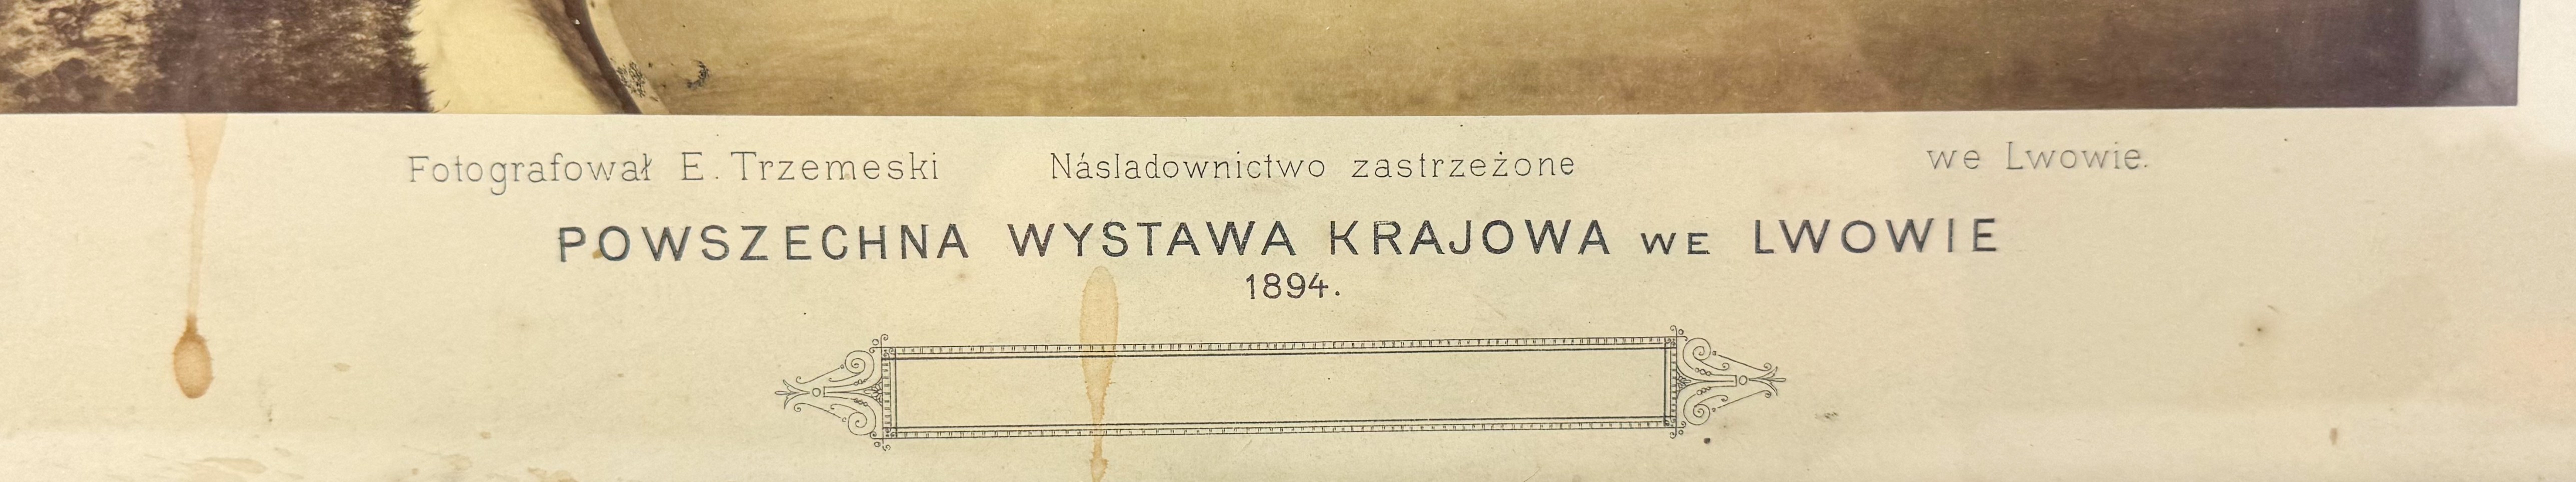 Fotografował E. Trzemeski Násladownictwo zastrzeżone we Lwowie.
POWSZECHNA WYSTAWA KRAJOWA WE LWOWIE
1894.